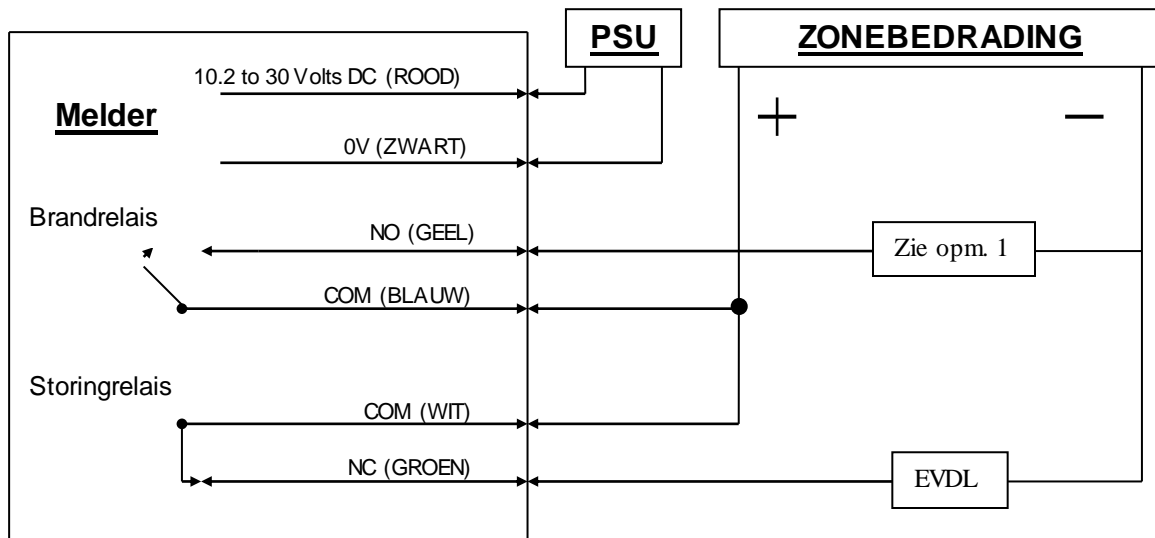 PSU
ZONEBEDRADING
10.2 to 30 Volts DC (ROOD)
Melder
+ −
0V (ZWART)
Brandrelais
NO (GEEL)
Zie opm. 1
COM (BLAUW)
Storingrelais
COM (WIT)
NC (GROEN)
EVDL